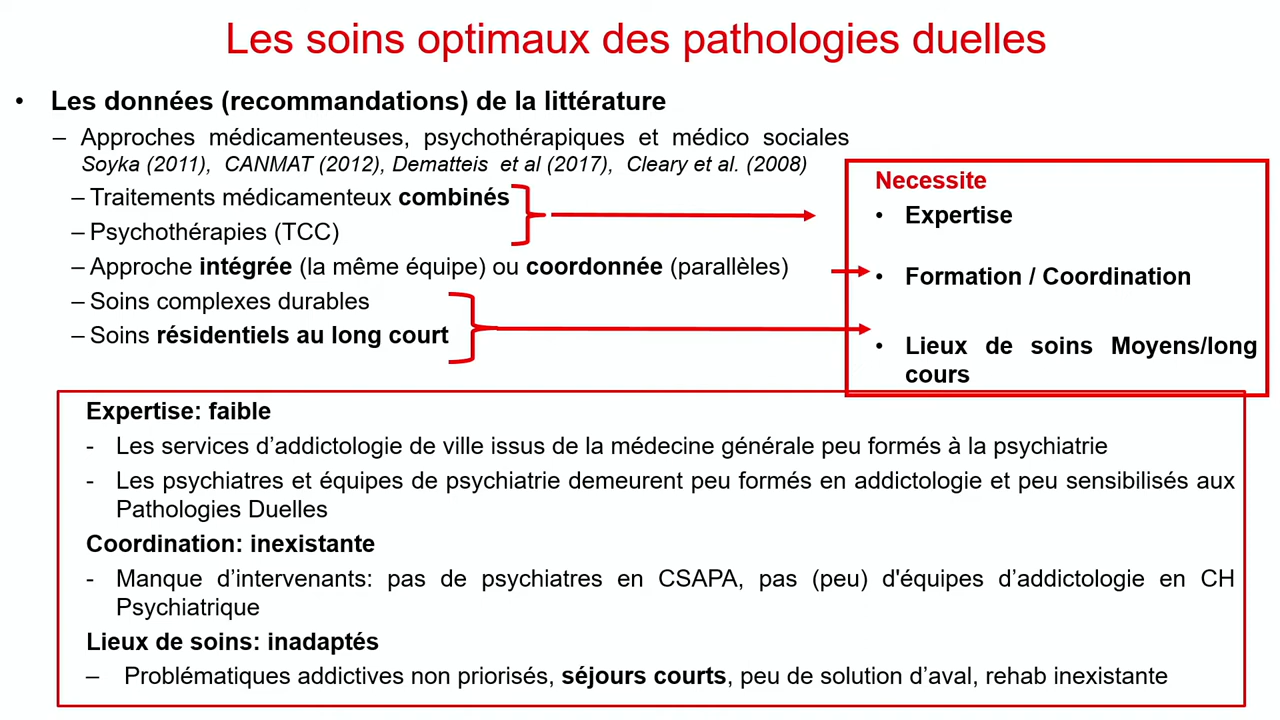 Les soins optimaux des pathologies duelles
• Les données (recommandations) de la littérature
– Approches médicamenteuses, psychothérapiques et médico sociales
Soyka (2011), CANMAT (2012), Dematteis et al (2017), Cleary et al. (2008)
– Traitements médicamenteux combinés
– Psychothérapies (TCC)
– Approche intégrée (la même équipe) ou coordonnée (parallèles)
– Soins complexes durables
– Soins résidentiels au long court
Necessite
• Expertise
• Formation / Coordination
• Lieux de soins Moyens/long
cours
Expertise: faible
- Les services d’addictologie de ville issus de la médecine générale peu formés à la psychiatrie
- Les psychiatres et équipes de psychiatrie demeurent peu formés en addictologie et peu sensibilisés aux
Pathologies Duelles
Coordination: inexistante
- Manque d’intervenants: pas de psychiatres en CSAPA, pas (peu) d'équipes d’addictologie en CH
Psychiatrique
Lieux de soins: inadaptés
– Problématiques addictives non priorisés, séjours courts, peu de solution d’aval, rehab inexistante